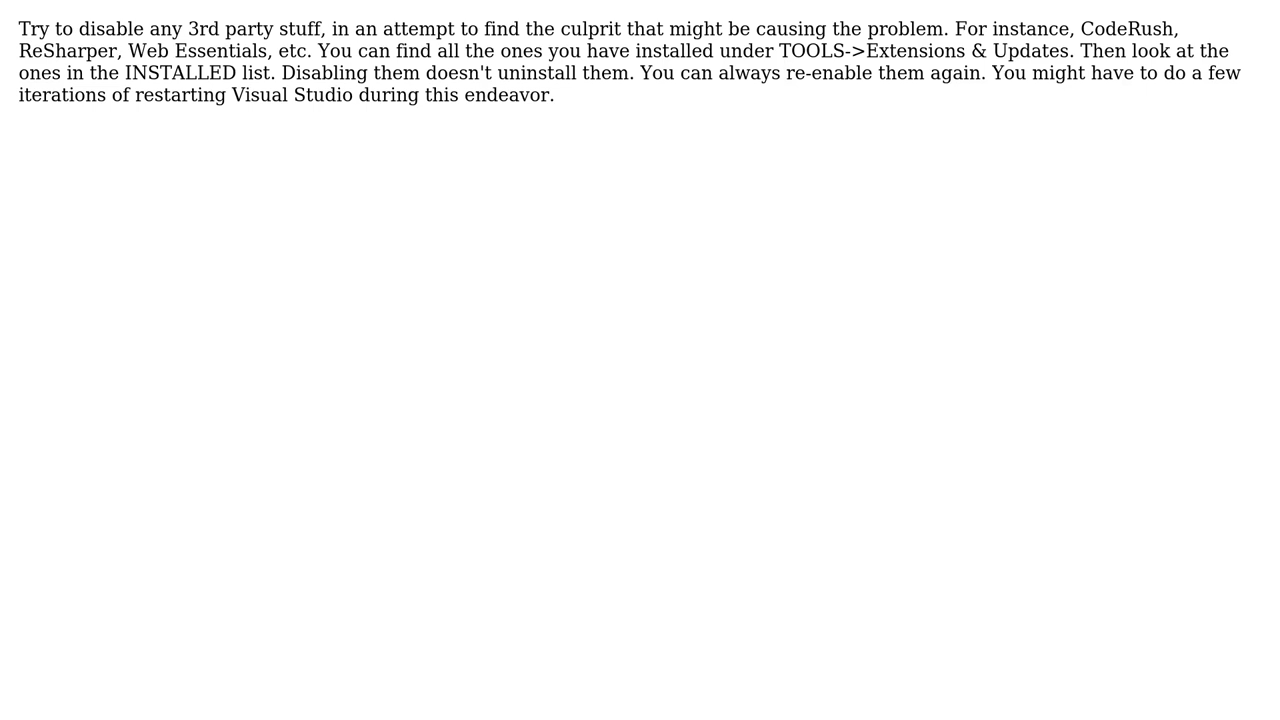 Try to disable any 3rd party stuff, in an attempt to find the culprit that might be causing the problem. For instance, CodeRush,
ReSharper, Web Essentials, etc. You can find all the ones you have installed under TOOLS->Extensions & Updates. Then look at the
ones in the INSTALLED list. Disabling them doesn't uninstall them. You can always re-enable them again. You might have to do a few
iterations of restarting Visual Studio during this endeavor.